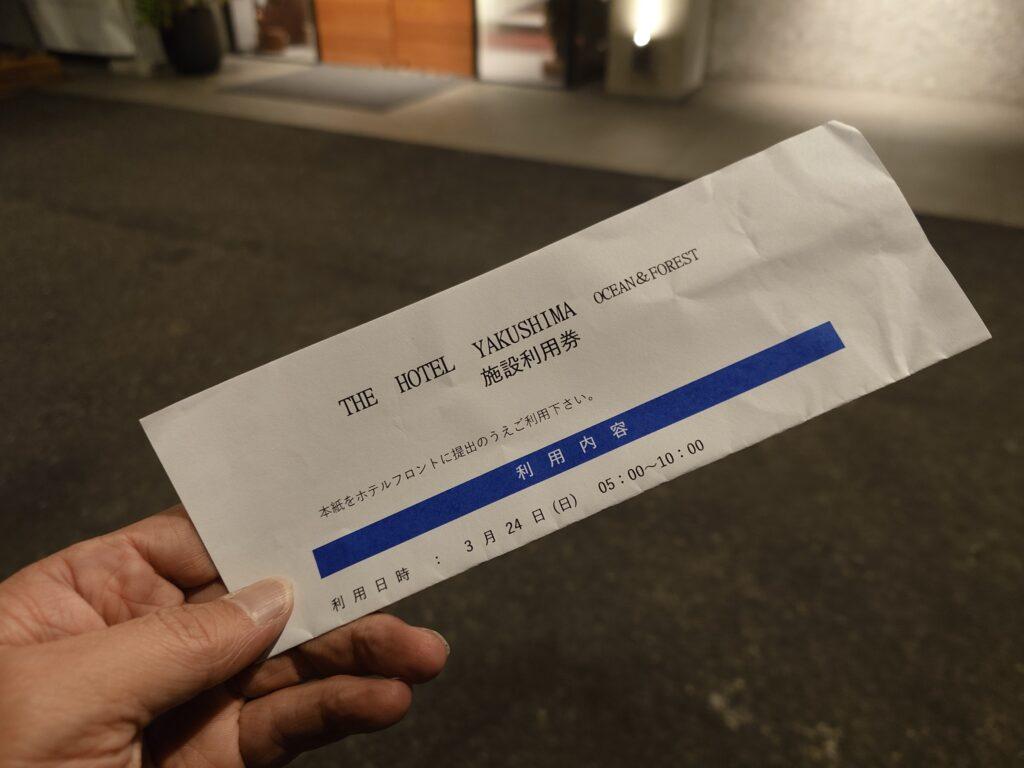 THE HOTEL YAKUSHIMA OCEAN＆FOREST
施設利用券
本紙をホテルフロントに提出のうえご利用下さい。
利用内容
利用日時 ： 3月24日（日） 05：00～10：00